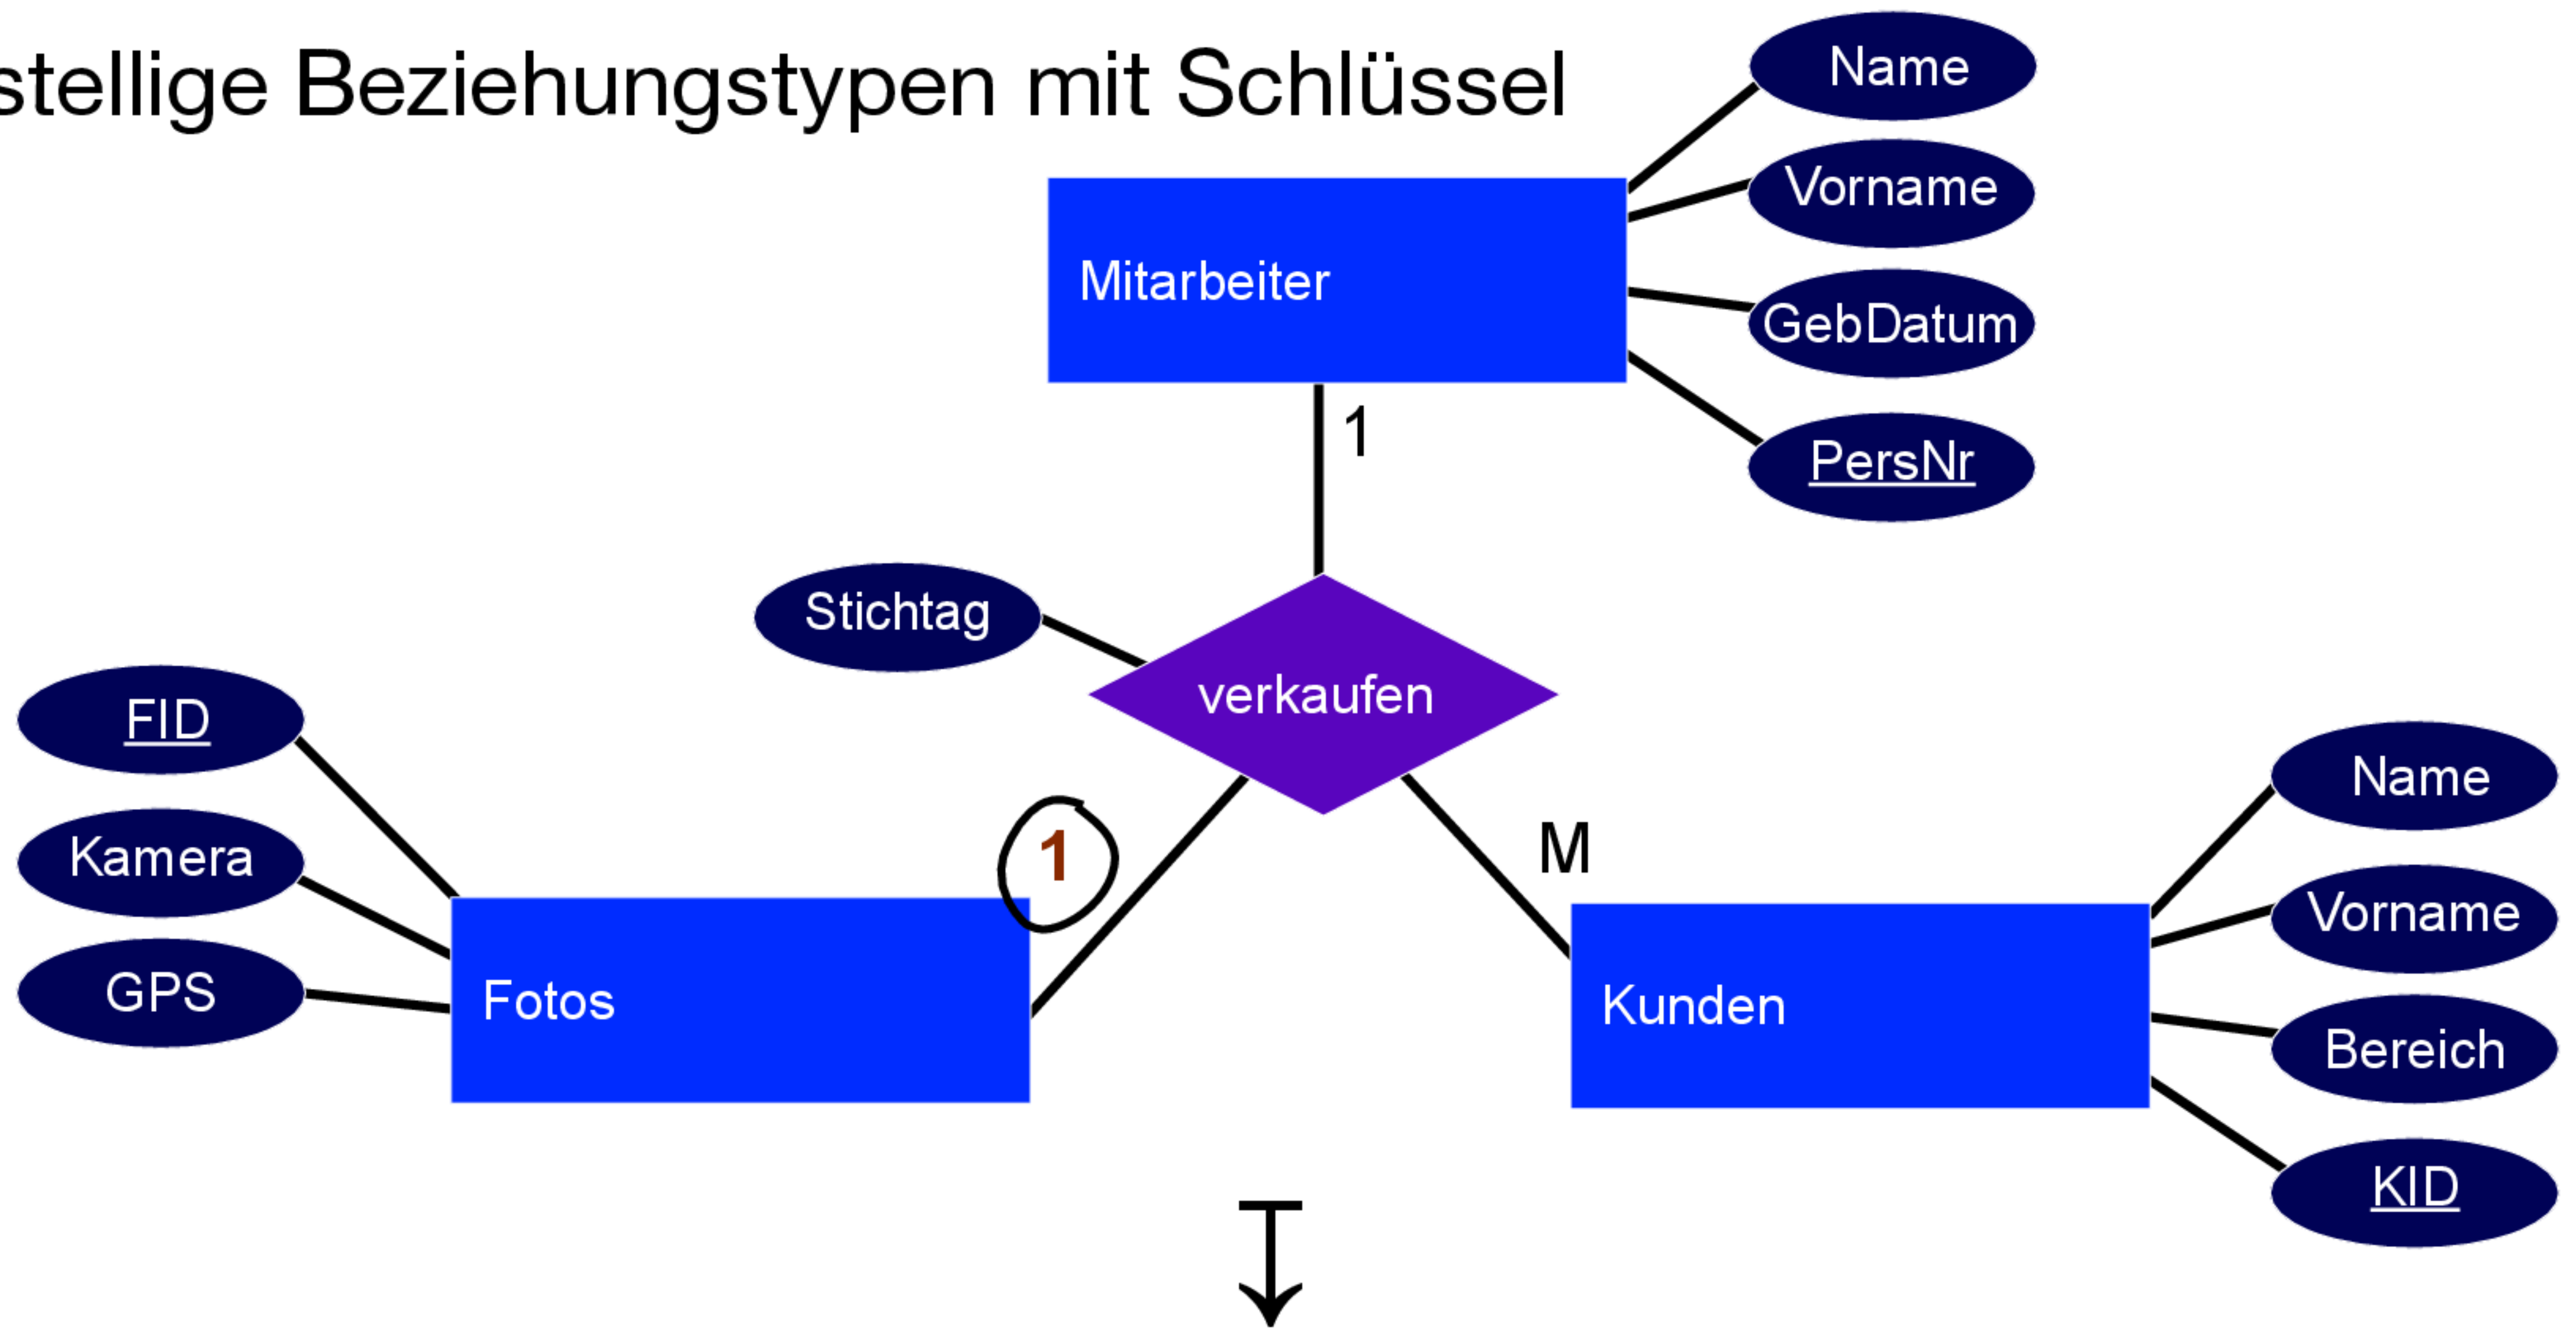 stellige Beziehungstypen mit Schlüssel
Name
Vorname
Mitarbeiter
GebDatum
1
PersNr
Stichtag
verkaufen
FID
Name
Kamera
1
M
Vorname
GPS
Fotos
Kunden
Bereich
KID